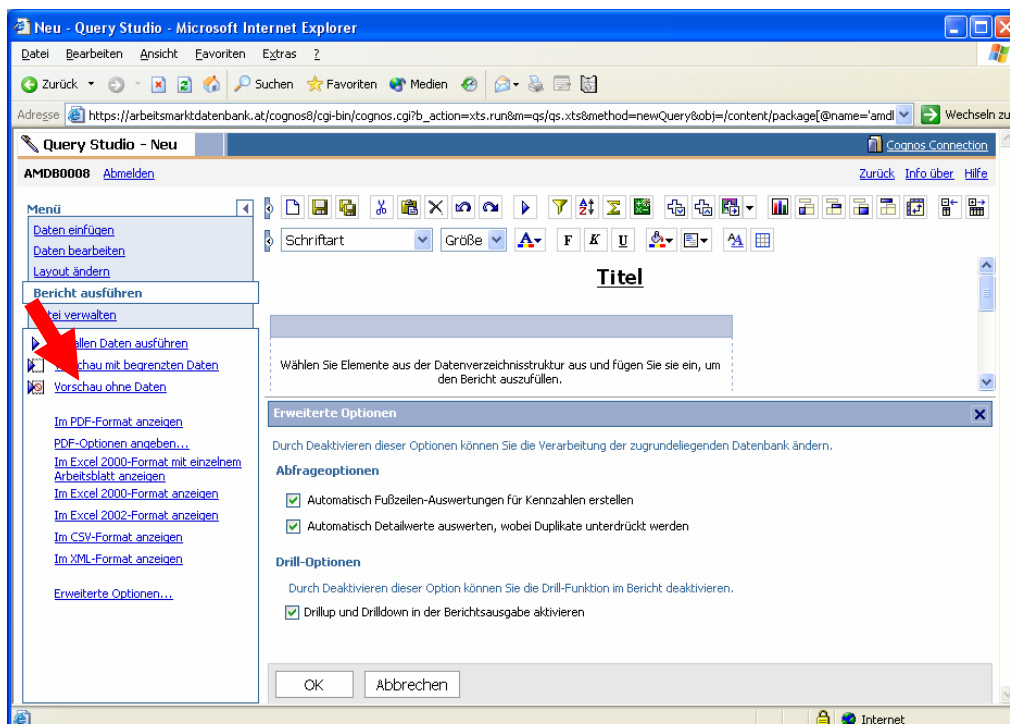 Neu - Query Studio - Microsoft Internet Explorer
Datei Bearbeiten Ansicht Favoriten Extras ?
Zurück Suchen Favoriten Medien
Adresse https://arbeitsmarktdatenbank.at/cognos8/cgi-bin/cognos.cgi?b_action=xts.run&m=qs/qs.xts&method=newQuery&obj=/content/package[@name='amdl Wechseln zu
Query Studio - Neu Cognos Connection
AMDB0008 Abmelden Zurück Info über Hilfe
Menü
Daten einfügen
Daten bearbeiten
Layout ändern
Bericht ausführen
verwalten
allen Daten ausführen
mit begrenzten Daten
Vorschau ohne Daten
Im PDF-Format anzeigen
PDF-Optionen angeben...
Im Excel 2000-Format mit einzelnem
Arbeitsblatt anzeigen
Im Excel 2000-Format anzeigen
Im Excel 2002-Format anzeigen
Im CSV-Format anzeigen
Im XML-Format anzeigen
Erweiterte Optionen...
Schriftart Größe A F K U
Titel
Wählen Sie Elemente aus der Datenverzeichnisstruktur aus und fügen Sie sie ein, um
den Bericht auszufüllen.
Erweiterte Optionen
Durch Deaktivieren dieser Optionen können Sie die Verarbeitung der zugrundeliegenden Datenbank ändern.
Abfrageoptionen
Automatisch Fußzeilen-Auswertungen für Kennzahlen erstellen
Automatisch Detailwerte auswerten, wobei Duplikate unterdrückt werden
Drill-Optionen
Durch Deaktivieren dieser Option können Sie die Drill-Funktion im Bericht deaktivieren.
Drillup und Drilldown in der Berichtsausgabe aktivieren
OK Abbrechen
Internet